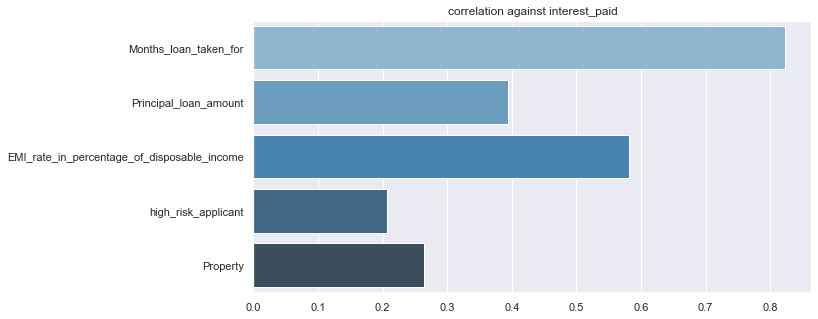 correlation against interest_paid
Months_loan_taken_for
Principal_loan_amount
EMI_rate_in_percentage_of_disposable_income
high_risk_applicant
Property
0.0 0.1 0.2 0.3 0.4 0.5 0.6 0.7 0.8